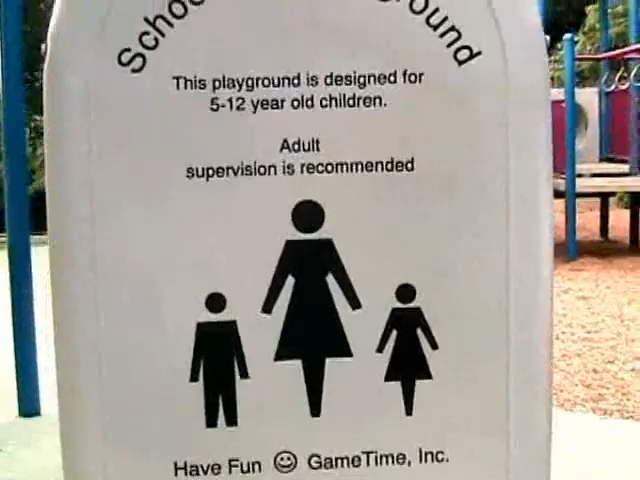 This playground is designed for
5-12 year old children.
Adult
supervision is recommended
Have Fun ☺ GameTime, Inc.